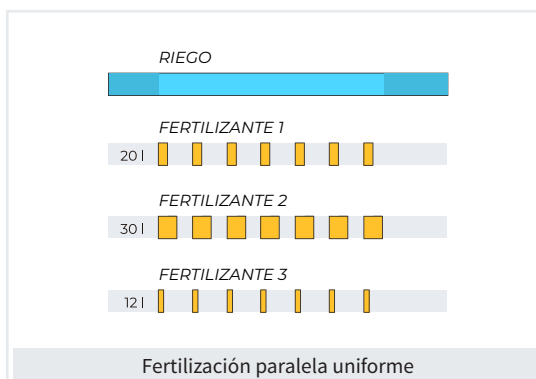 RIEGO
FERTILIZANTE 1
20 l
FERTILIZANTE 2
30 l
FERTILIZANTE 3
12 l
Fertilización paralela uniforme